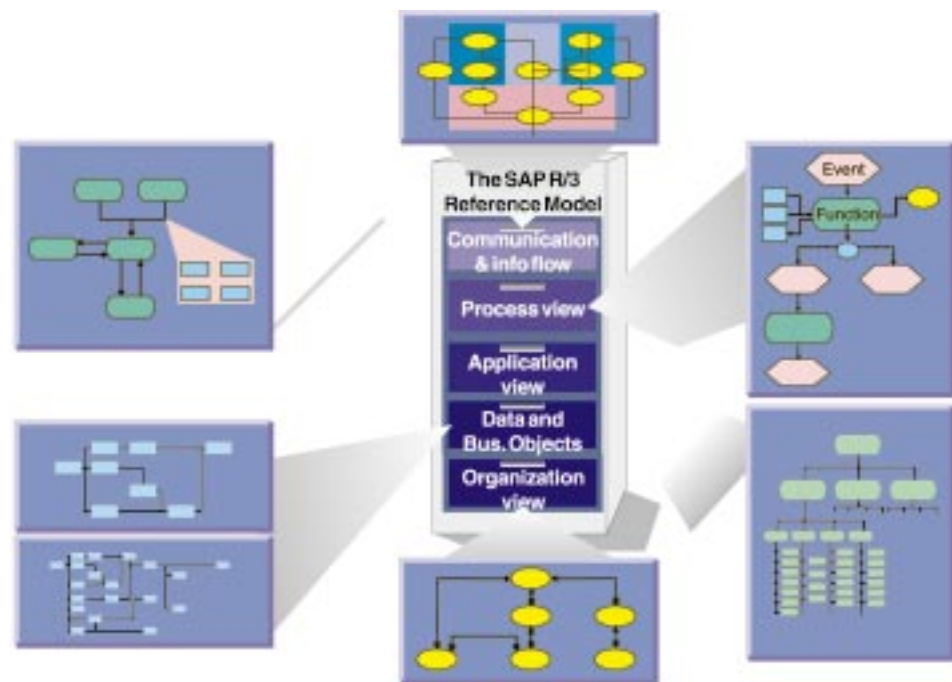 The SAP R/3
Reference Model
Communication
& info flow
Process view
Application
view
Data and
Bus. Objects
Organization
view
Event
Function